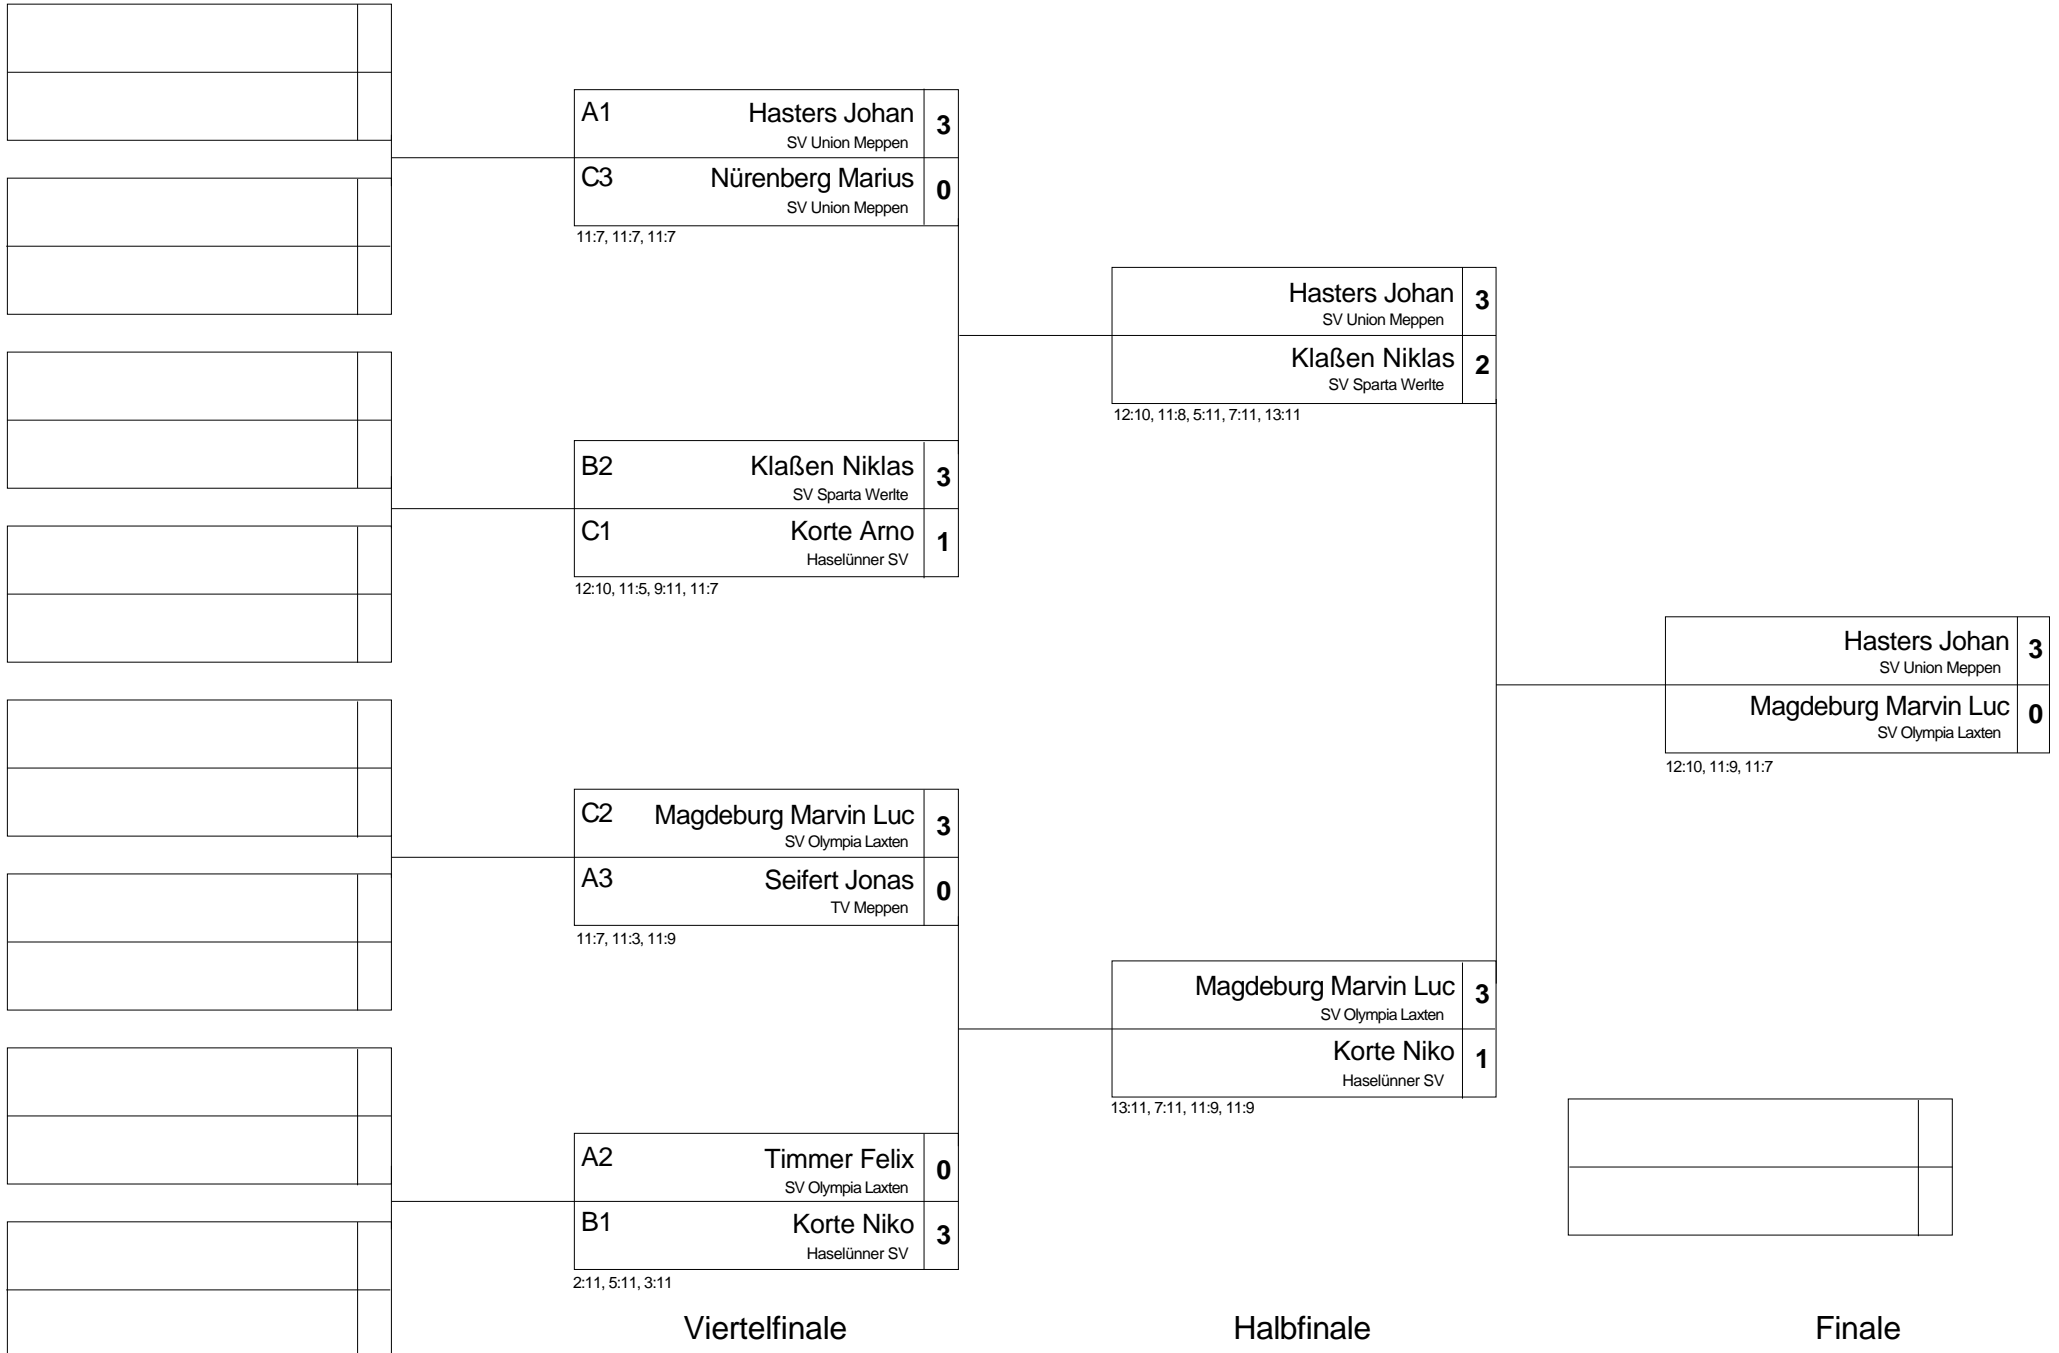 A1 Hasters Johan 3
SV Union Meppen
C3 Nürenberg Marius 0
SV Union Meppen
11:7, 11:7, 11:7
B2 Klaßen Niklas 3
SV Sparta Werlte
C1 Korte Arno 1
Haselünner SV
12:10, 11:5, 9:11, 11:7
C2 Magdeburg Marvin Luc 3
SV Olympia Laxten
A3 Seifert Jonas 0
TV Meppen
11:7, 11:3, 11:9
A2 Timmer Felix 0
SV Olympia Laxten
B1 Korte Niko 3
Haselünner SV
2:11, 5:11, 3:11
Viertelfinale
Hasters Johan 3
SV Union Meppen
Klaßen Niklas 2
SV Sparta Werlte
12:10, 11:8, 5:11, 7:11, 13:11
Magdeburg Marvin Luc 3
SV Olympia Laxten
Korte Niko 1
Haselünner SV
13:11, 7:11, 11:9, 11:9
Halbfinale
Hasters Johan 3
SV Union Meppen
Magdeburg Marvin Luc 0
SV Olympia Laxten
12:10, 11:9, 11:7
Finale